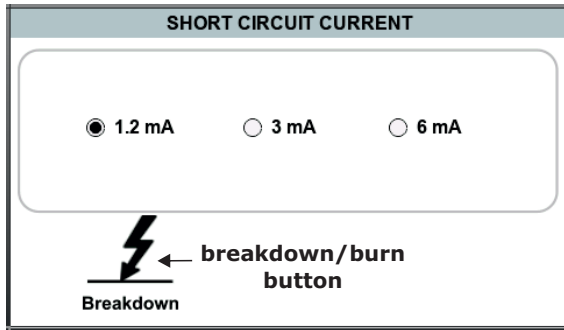 SHORT CIRCUIT CURRENT
1.2 mA 3 mA 6 mA
breakdown/burn
button
Breakdown